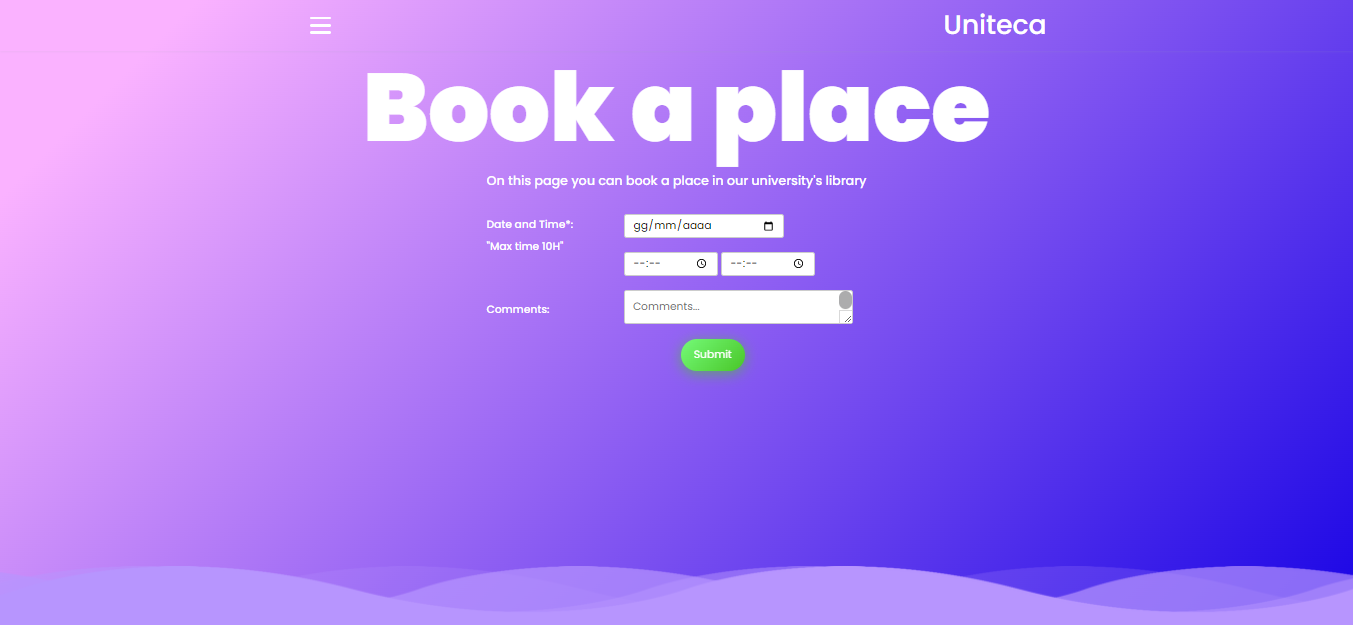 Uniteca
Book a place
On this page you can book a place in our university's library
Date and Time*:
gg/mm/aaaa
"Max time 10H"
--:-- --:--
Comments:
Comments...
Submit